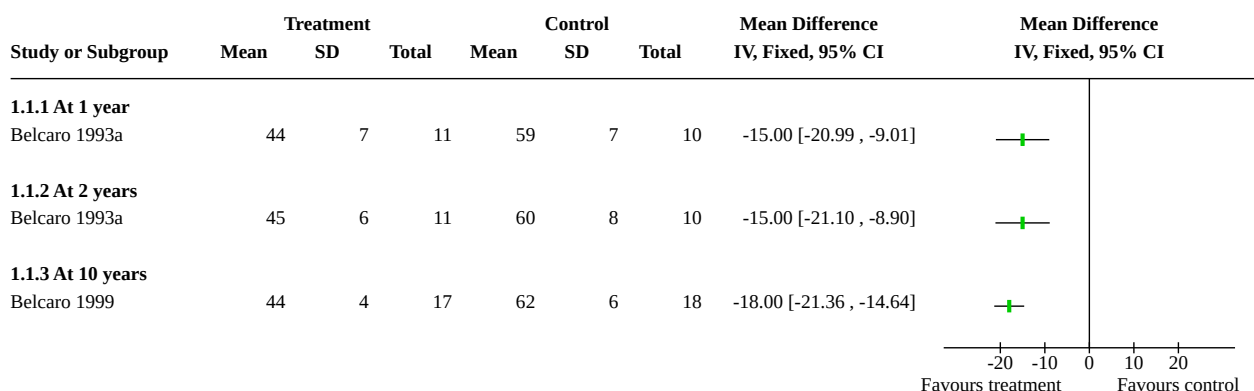 Treatment Control Mean Difference Mean Difference
Study or Subgroup Mean SD Total Mean SD Total IV, Fixed, 95% CI IV, Fixed, 95% CI
1.1.1 At 1 year
Belcaro 1993a 44 7 11 59 7 10 -15.00 [-20.99 , -9.01]
1.1.2 At 2 years
Belcaro 1993a 45 6 11 60 8 10 -15.00 [-21.10 , -8.90]
1.1.3 At 10 years
Belcaro 1999 44 4 17 62 6 18 -18.00 [-21.36 , -14.64]
-20 -10 0 10 20
Favours treatment Favours control